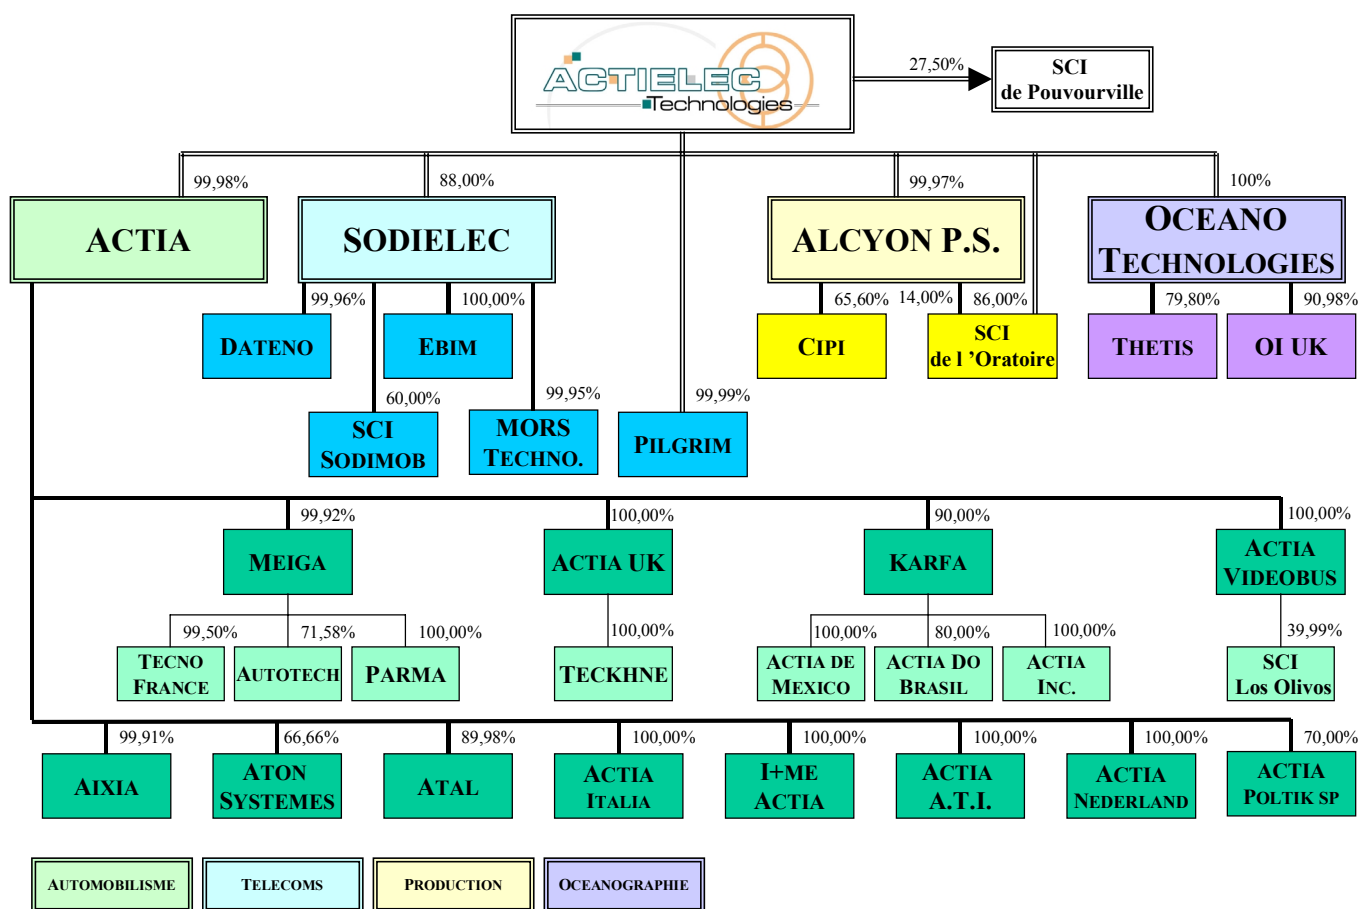 ACTIELEC
Technologies
27,50%
SCI
de Pouvourville
99,98%
88,00%
99,97%
100%
ACTIA
SODIELEC
ALCYON P.S.
OCEANO
TECHNOLOGIES
99,96%
100,00%
65,60%
14,00%
86,00%
79,80%
90,98%
DATENO
EBIM
CIPI
SCI
de l ’Oratoire
THETIS
OI UK
60,00%
99,95%
99,99%
SCI
SODIMOB
MORS
TECHNO.
PILGRIM
99,92%
100,00%
90,00%
100,00%
MEIGA
ACTIA UK
KARFA
ACTIA
VIDEOBUS
99,50%
71,58%
100,00%
100,00%
100,00%
80,00%
100,00%
39,99%
TECNO
FRANCE
AUTOTECH
PARMA
TECKHNE
ACTIA DE
MEXICO
ACTIA DO
BRASIL
ACTIA
INC.
SCI
Los Olivos
99,91%
66,66%
89,98%
100,00%
100,00%
100,00%
100,00%
70,00%
AIXIA
ATON
SYSTEMES
ATAL
ACTIA
ITALIA
I+ME
ACTIA
ACTIA
A.T.I.
ACTIA
NEDERLAND
ACTIA
POLTIK SP
AUTOMOBILISME
TELECOMS
PRODUCTION
OCEANOGRAPHIE